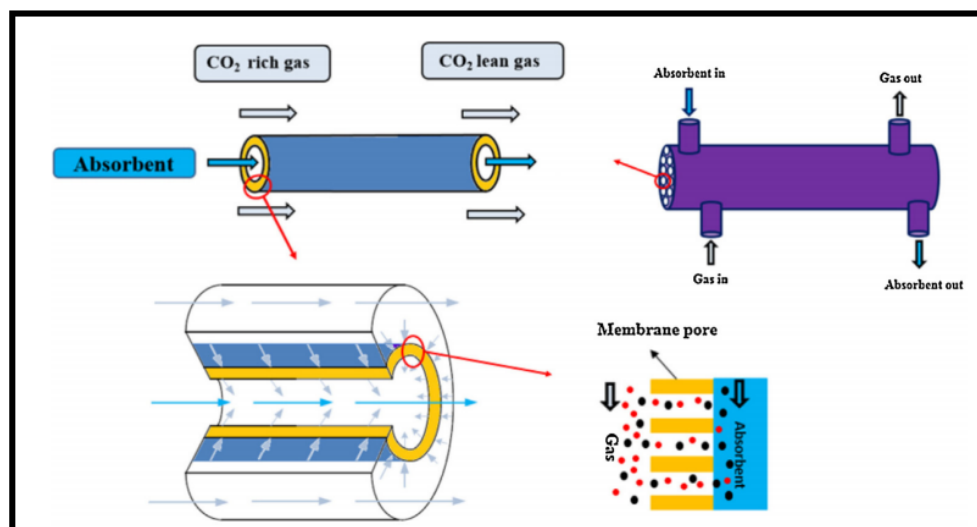 CO2 rich gas
CO2 lean gas
Absorbent
Absorbent in
Gas out
Gas in
Absorbent out
Membrane pore
Gas
Absorbent